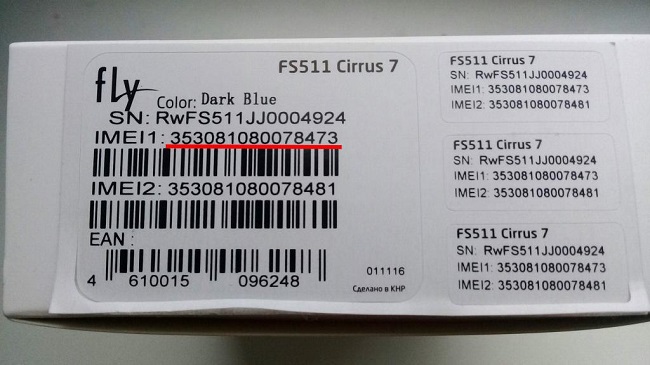 FS511 Cirrus 7
fly Color: Dark Blue
SN: RwFS511JJ0004924
IMEI1: 353081080078473
IMEI2: 353081080078481
EAN :
4 610015 096248
011116
Сделано в КНР
FS511 Cirrus 7
SN: RwFS511JJ0004924
IMEI1: 353081080078473
IMEI2: 353081080078481
FS511 Cirrus 7
SN: RwFS511JJ0004924
IMEI1: 353081080078473
IMEI2: 353081080078481
FS511 Cirrus 7
SN: RwFS511JJ0004924
IMEI1: 353081080078473
IMEI2: 353081080078481